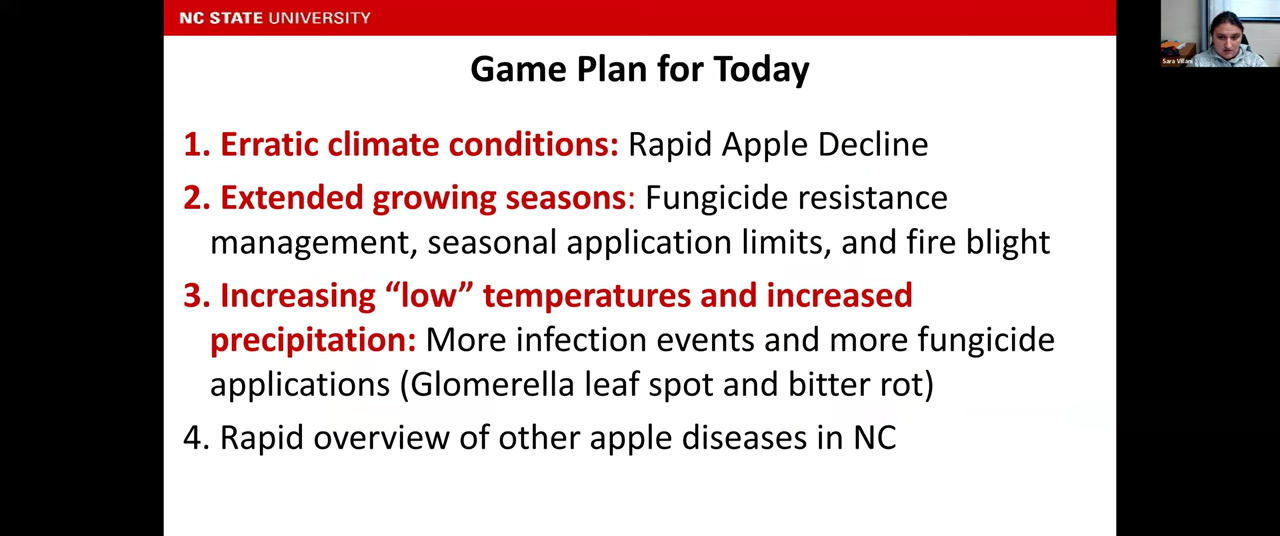 NC STATE UNIVERSITY
Game Plan for Today
1. Erratic climate conditions: Rapid Apple Decline
2. Extended growing seasons: Fungicide resistance
management, seasonal application limits, and fire blight
3. Increasing “low” temperatures and increased
precipitation: More infection events and more fungicide
applications (Glomerella leaf spot and bitter rot)
4. Rapid overview of other apple diseases in NC
Sara Villani